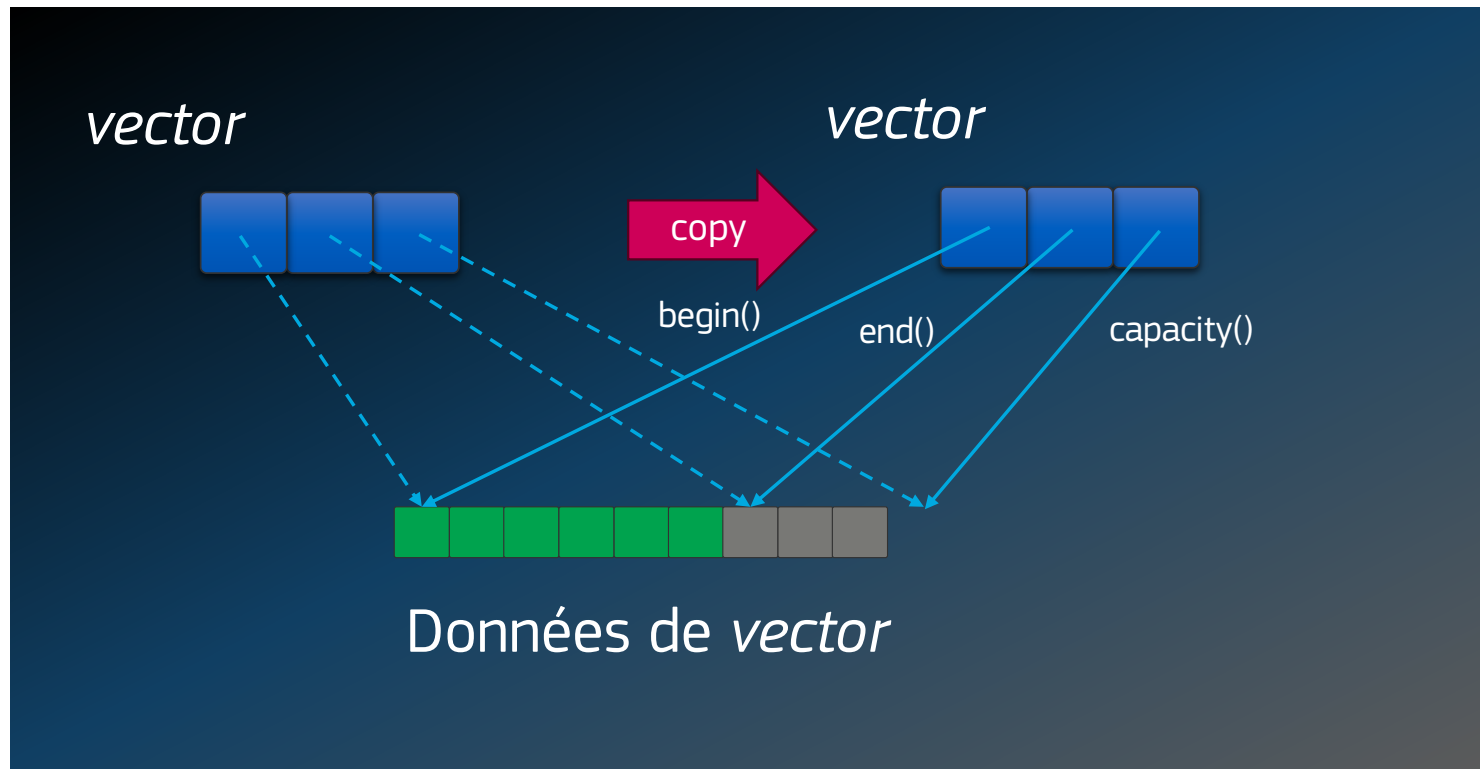 vector
vector
copy
begin()
end()
capacity()
Données de vector